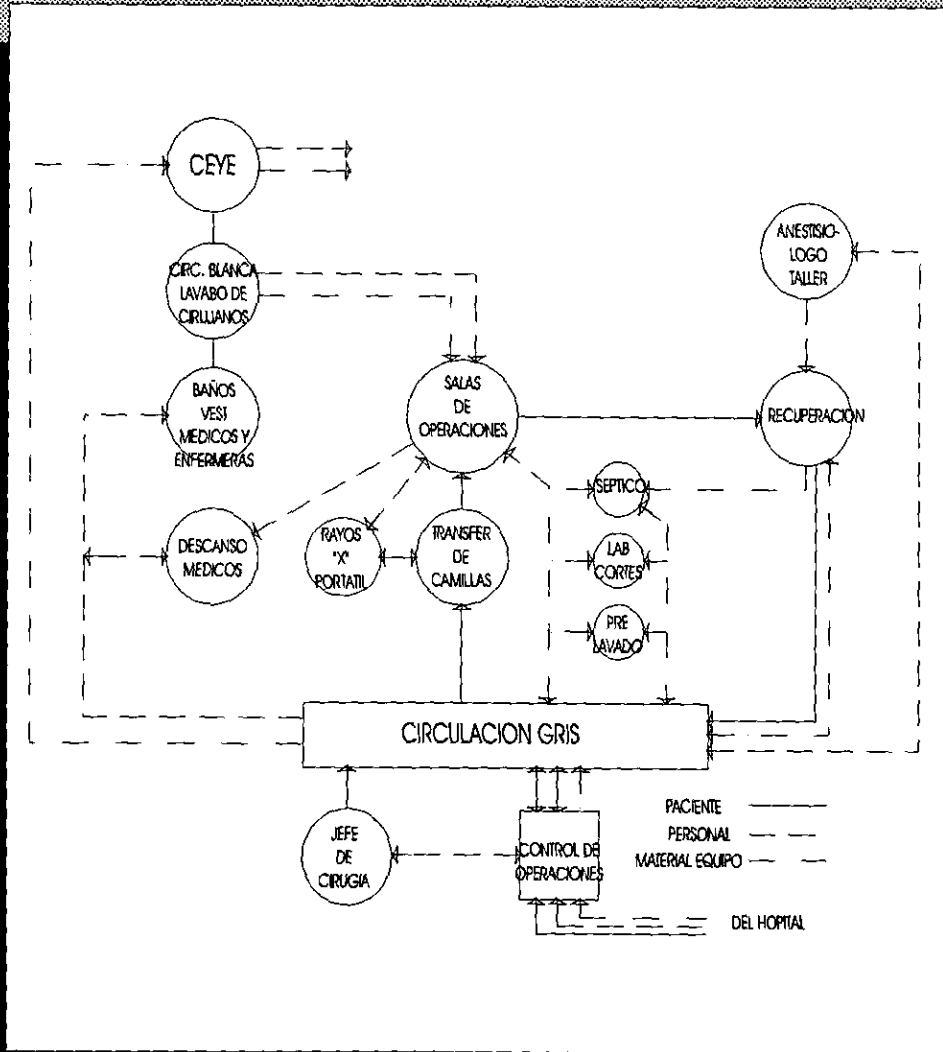 CEYE
CIRC. BLANCA
LAVABO DE
CIRUJANOS
BAÑOS
VEST
MEDICOS Y
ENFERMERAS
DESCANSO
MEDICOS
RAYOS
"X"
PORTATIL
TRANSFER
DE
CAMILLAS
SALAS
DE
OPERACIONES
ANESTISIO-
LOGO
TALLER
RECUPERACION
SEPTICO
LAB
CORTES
PRE
LAVADO
CIRCULACION GRIS
JEFE
DE
CIRUGIA
CONTROL DE
OPERACIONES
PACIENTE
PERSONAL
MATERIAL EQUIPO
DEL HOPITAL